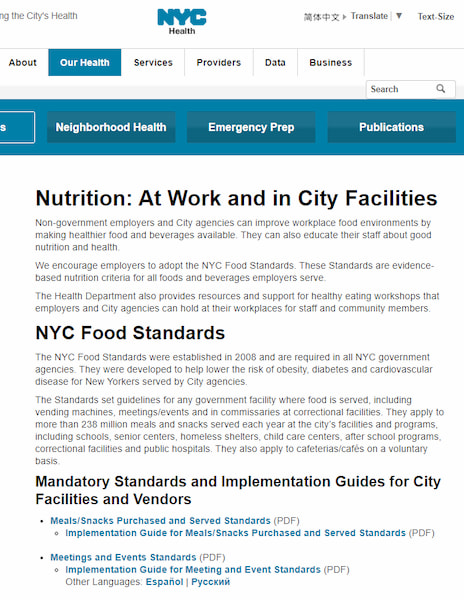 ng the City's Health
NYC
Health
简体中文 ▶ Translate | ▼ Text-Size
About Our Health Services Providers Data Business
Search
s Neighborhood Health Emergency Prep Publications
Nutrition: At Work and in City Facilities
Non-government employers and City agencies can improve workplace food environments by
making healthier food and beverages available. They can also educate their staff about good
nutrition and health.
We encourage employers to adopt the NYC Food Standards. These Standards are evidence-
based nutrition criteria for all foods and beverages employers serve.
The Health Department also provides resources and support for healthy eating workshops that
employers and City agencies can hold at their workplaces for staff and community members.
NYC Food Standards
The NYC Food Standards were established in 2008 and are required in all NYC government
agencies. They were developed to help lower the risk of obesity, diabetes and cardiovascular
disease for New Yorkers served by City agencies.
The Standards set guidelines for any government facility where food is served, including
vending machines, meetings/events and in commissaries at correctional facilities. They apply to
more than 238 million meals and snacks served each year at the city's facilities and programs,
including schools, senior centers, homeless shelters, child care centers, after school programs,
correctional facilities and public hospitals. They also apply to cafeterias/cafés on a voluntary
basis.
Mandatory Standards and Implementation Guides for City
Facilities and Vendors
• Meals/Snacks Purchased and Served Standards (PDF)
◦ Implementation Guide for Meals/Snacks Purchased and Served Standards (PDF)
• Meetings and Events Standards (PDF)
◦ Implementation Guide for Meeting and Event Standards (PDF)
Other Languages: Español | Русский